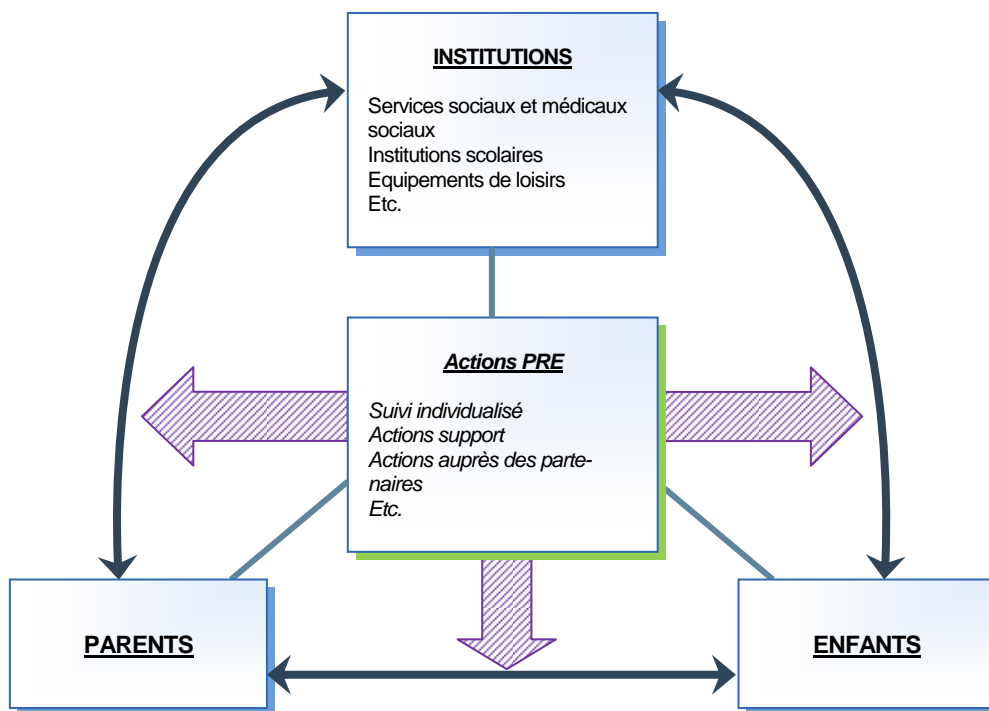 INSTITUTIONS
Services sociaux et médicaux
sociaux
Institutions scolaires
Equipements de loisirs
Etc.
Actions PRE
Suivi individualisé
Actions support
Actions auprès des parte-
naires
Etc.
PARENTS
ENFANTS